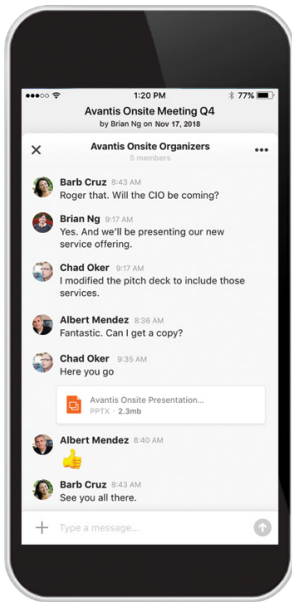 1:20 PM
77%
Avantis Onsite Meeting Q4
by Brian Ng on Nov 17, 2018
Avantis Onsite Organizers
5 members
Barb Cruz 8:43 AM
Roger that. Will the CIO be coming?
Brian Ng 9:17 AM
Yes. And we'll be presenting our new
service offering.
Chad Oker 9:17 AM
I modified the pitch deck to include those
services.
Albert Mendez 8:36 AM
Fantastic. Can I get a copy?
Chad Oker 9:35 AM
Here you go
Avantis Onsite Presentation...
PPTX - 2.3mb
Albert Mendez 8:40 AM
Barb Cruz 8:43 AM
See you all there.
Type a message...